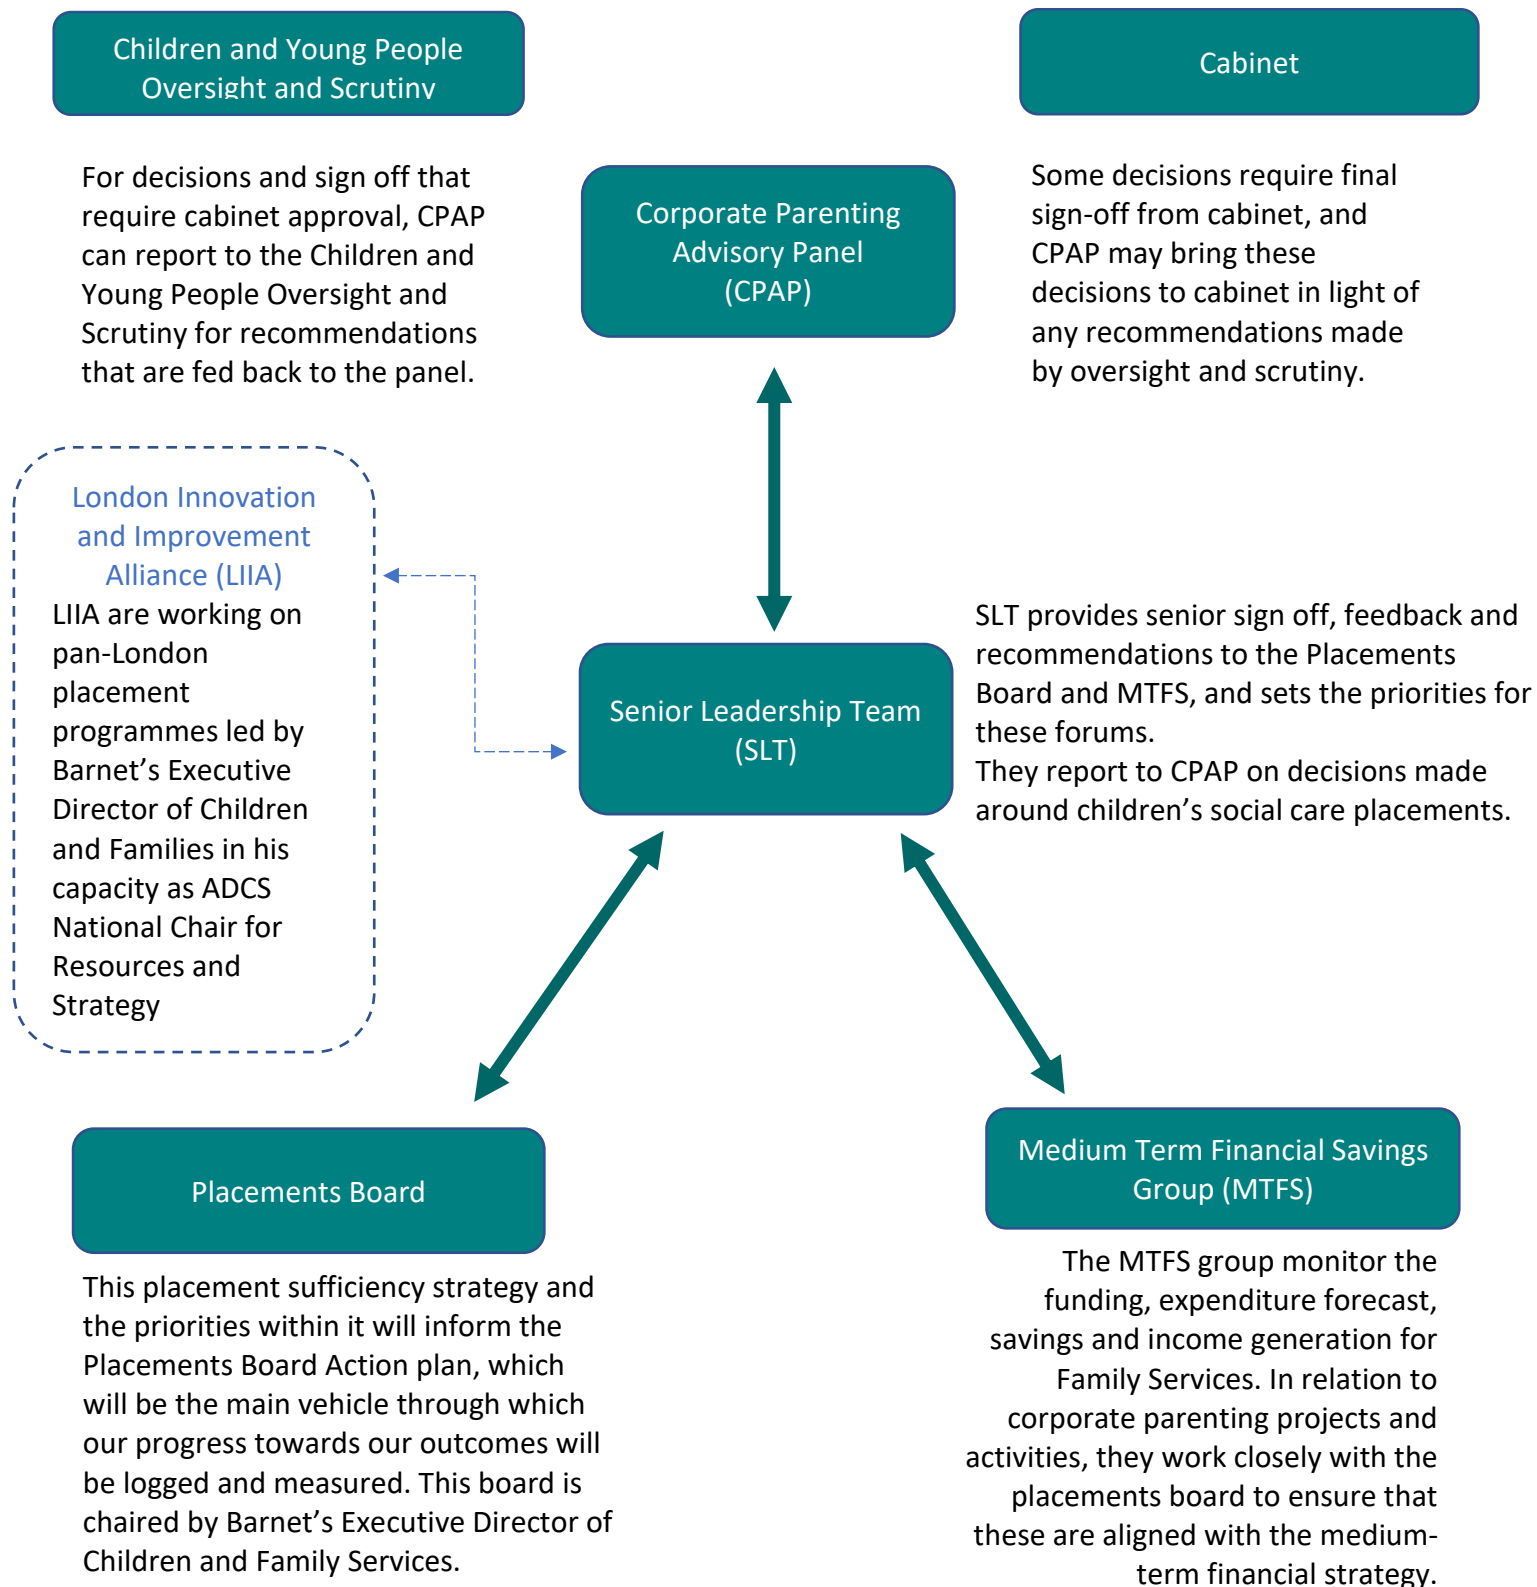 Children and Young People
Oversight and Scrutiny
For decisions and sign off that
require cabinet approval, CPAP
can report to the Children and
Young People Oversight and
Scrutiny for recommendations
that are fed back to the panel.
Corporate Parenting
Advisory Panel
(CPAP)
Cabinet
Some decisions require final
sign-off from cabinet, and
CPAP may bring these
decisions to cabinet in light of
any recommendations made
by oversight and scrutiny.
London Innovation
and Improvement
Alliance (LIIA)
LIIA are working on
pan-London
placement
programmes led by
Barnet’s Executive
Director of Children
and Families in his
capacity as ADCS
National Chair for
Resources and
Strategy
Senior Leadership Team
(SLT)
SLT provides senior sign off, feedback and
recommendations to the Placements
Board and MTFS, and sets the priorities for
these forums.
They report to CPAP on decisions made
around children’s social care placements.
Placements Board
This placement sufficiency strategy and
the priorities within it will inform the
Placements Board Action plan, which
will be the main vehicle through which
our progress towards our outcomes will
be logged and measured. This board is
chaired by Barnet’s Executive Director of
Children and Family Services.
Medium Term Financial Savings
Group (MTFS)
The MTFS group monitor the
funding, expenditure forecast,
savings and income generation for
Family Services. In relation to
corporate parenting projects and
activities, they work closely with the
placements board to ensure that
these are aligned with the medium-
term financial strategy.